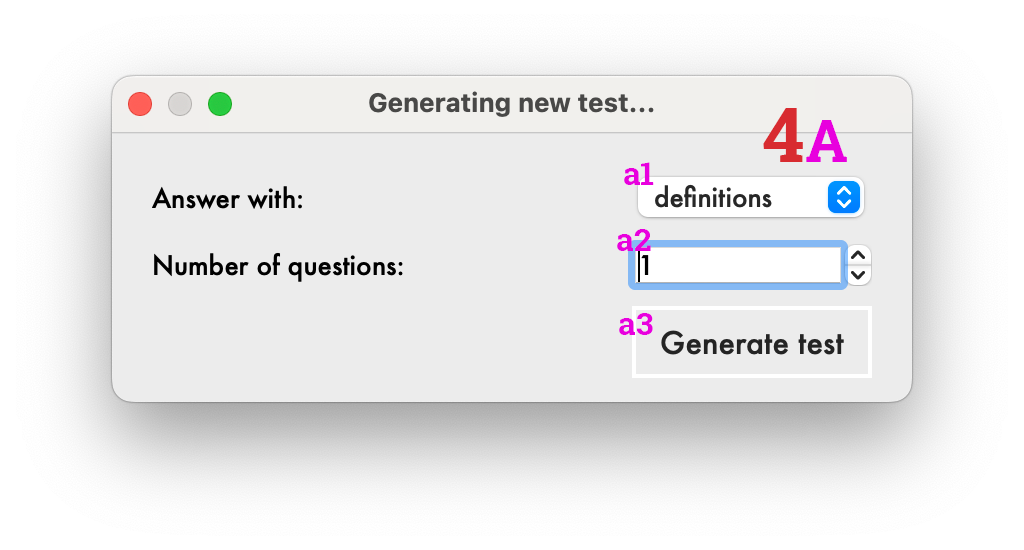 Generating new test...
4A
a1
Answer with: definitions
a2
Number of questions: 1
a3
Generate test